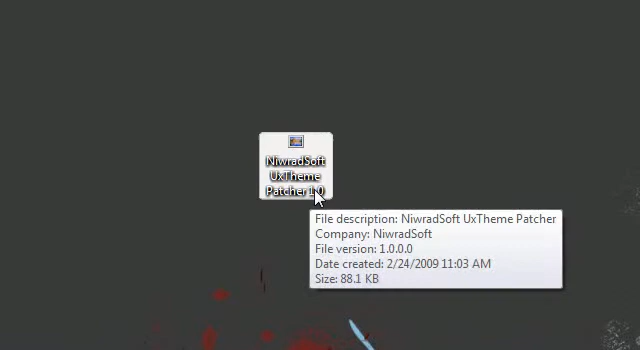 NiwradSoft
UxTheme
Patcher 1.0
File description: NiwradSoft UxTheme Patcher
Company: NiwradSoft
File version: 1.0.0.0
Date created: 2/24/2009 11:03 AM
Size: 88.1 KB